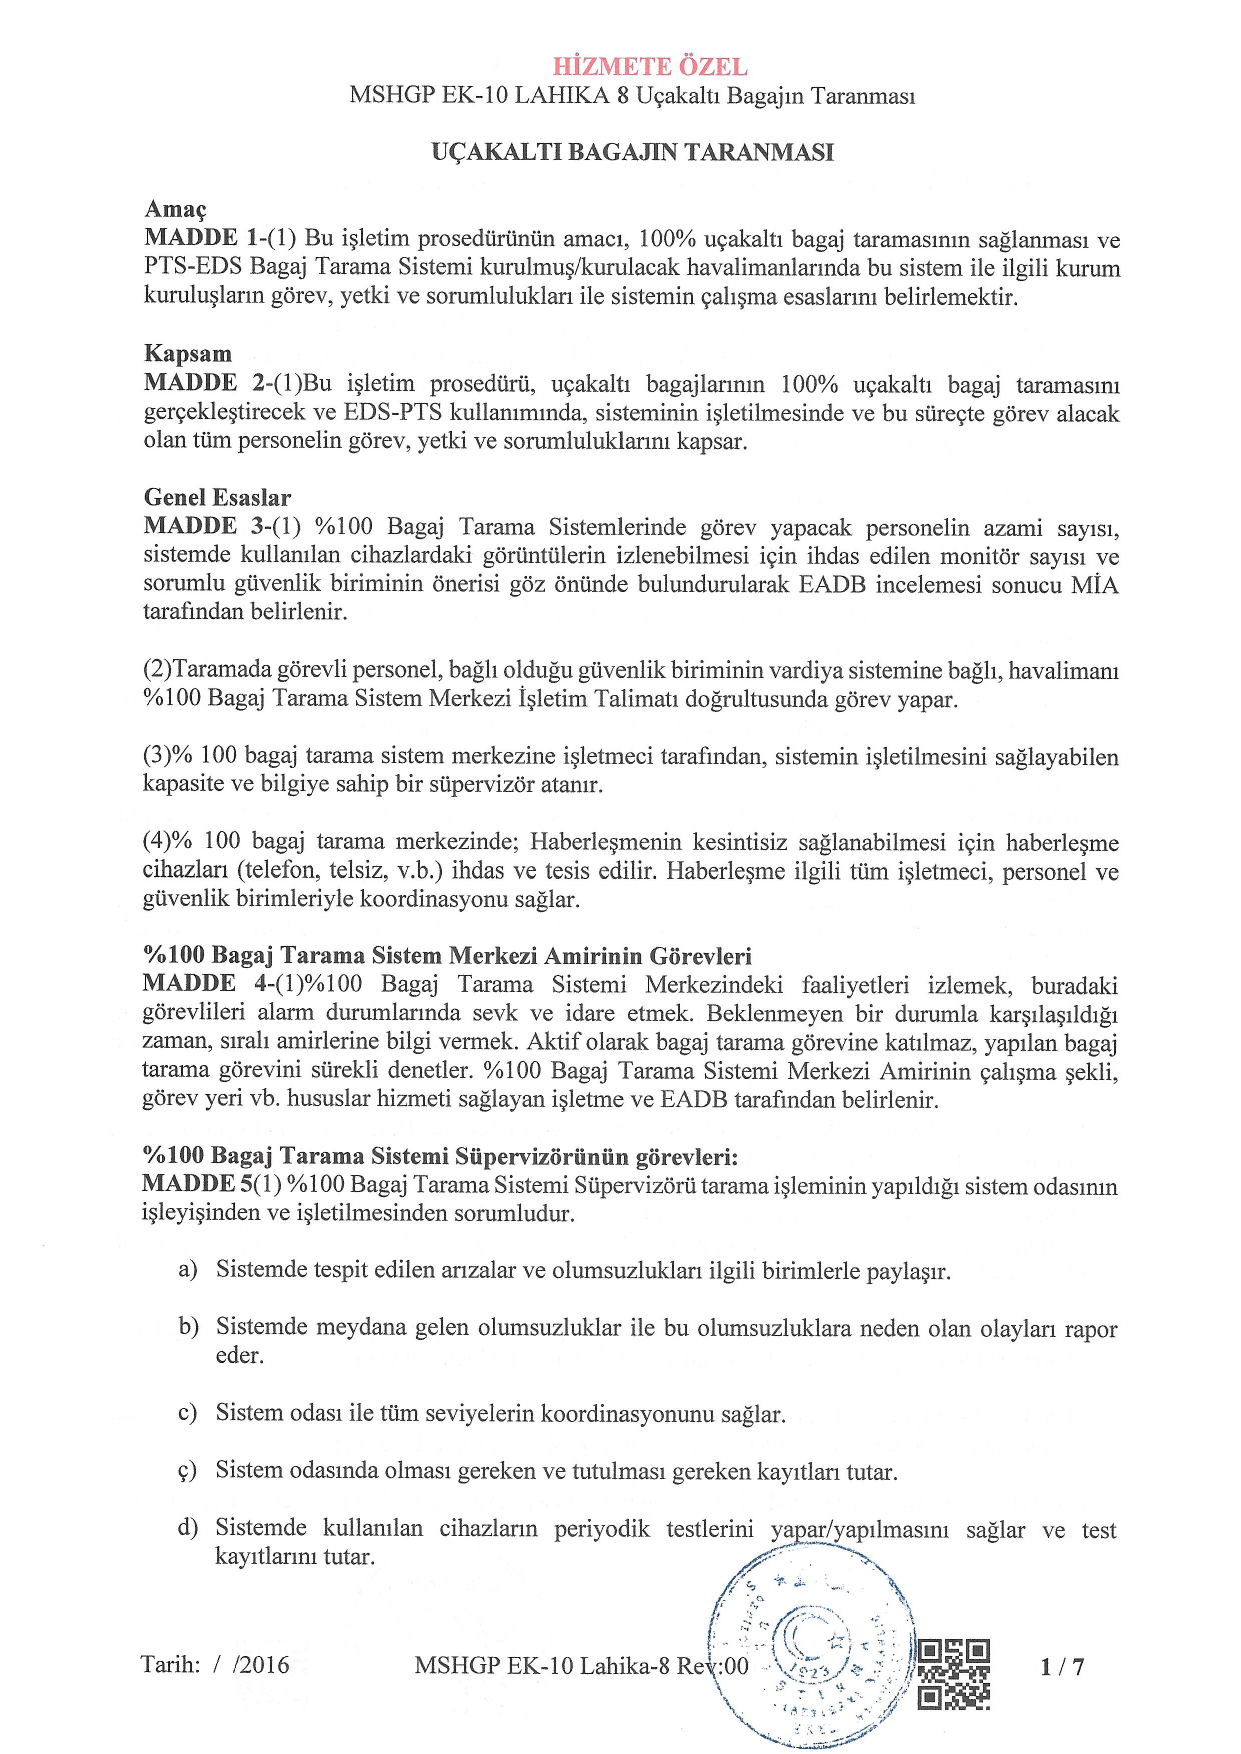 HİZMETE ÖZEL
MSHGP EK-10 LAHIKA 8 Uçakaltı Bagajın Taranması
UÇAKALTI BAGAJIN TARANMASI
Amaç
MADDE 1-(1) Bu işletim prosedürünün amacı, 100% uçakaltı bagaj taramasının sağlanması ve
PTS-EDS Bagaj Tarama Sistemi kurulmuş/kurulacak havalimanlarında bu sistem ile ilgili kurum
kuruluşların görev, yetki ve sorumlulukları ile sistemin çalışma esaslarını belirlemektir.
Kapsam
MADDE 2-(1)Bu işletim prosedürü, uçakaltı bagajlarının 100% uçakaltı bagaj taramasını
gerçekleştirecek ve EDS-PTS kullanımında, sisteminin işletilmesinde ve bu süreçte görev alacak
olan tüm personelin görev, yetki ve sorumluluklarını kapsar.
Genel Esaslar
MADDE 3-(1) %100 Bagaj Tarama Sistemlerinde görev yapacak personelin azami sayısı,
sistemde kullanılan cihazlardaki görüntülerin izlenebilmesi için ihdas edilen monitör sayısı ve
sorumlu güvenlik biriminin önerisi göz önünde bulundurularak EADB incelemesi sonucu MİA
tarafından belirlenir.
(2)Taramada görevli personel, bağlı olduğu güvenlik biriminin vardiya sistemine bağlı, havalimanı
%100 Bagaj Tarama Sistem Merkezi İşletim Talimatı doğrultusunda görev yapar.
(3)% 100 bagaj tarama sistem merkezine işletmeci tarafından, sistemin işletilmesini sağlayabilen
kapasite ve bilgiye sahip bir süpervizör atanır.
(4)% 100 bagaj tarama merkezinde; Haberleşmenin kesintisiz sağlanabilmesi için haberleşme
cihazları (telefon, telsiz, v.b.) ihdas ve tesis edilir. Haberleşme ilgili tüm işletmeci, personel ve
güvenlik birimleriyle koordinasyonu sağlar.
%100 Bagaj Tarama Sistem Merkezi Amirinin Görevleri
MADDE 4-(1)%100 Bagaj Tarama Sistemi Merkezindeki faaliyetleri izlemek, buradaki
görevlileri alarm durumlarında sevk ve idare etmek. Beklenmeyen bir durumla karşılaşıldığı
zaman, sıralı amirlerine bilgi vermek. Aktif olarak bagaj tarama görevine katılmaz, yapılan bagaj
tarama görevini sürekli denetler. %100 Bagaj Tarama Sistemi Merkezi Amirinin çalışma şekli,
görev yeri vb. hususlar hizmeti sağlayan işletme ve EADB tarafından belirlenir.
%100 Bagaj Tarama Sistemi Süpervizörünün görevleri:
MADDE 5(1) %100 Bagaj Tarama Sistemi Süpervizörü tarama işleminin yapıldığı sistem odasının
işleyişinden ve işletilmesinden sorumludur.
a) Sistemde tespit edilen arızalar ve olumsuzlukları ilgili birimlerle paylaşır.
b) Sistemde meydana gelen olumsuzluklar ile bu olumsuzluklara neden olan olayları rapor
eder.
c) Sistem odası ile tüm seviyelerin koordinasyonunu sağlar.
ç) Sistem odasında olması gereken ve tutulması gereken kayıtları tutar.
d) Sistemde kullanılan cihazların periyodik testlerini yapar/yapılmasını sağlar ve test
kayıtlarını tutar.
1923
Tarih: / /2016 MSHGP EK-10 Lahika-8 Rev:00 1 / 7